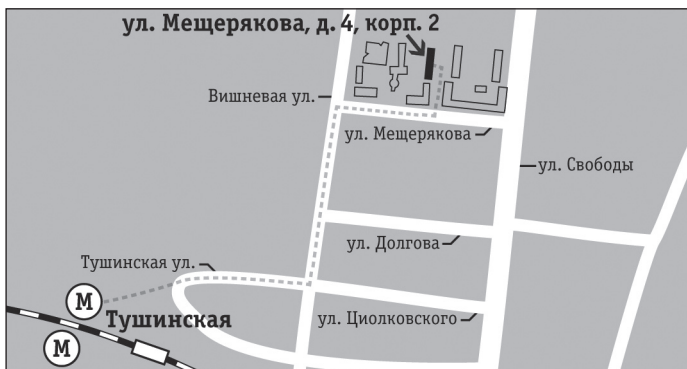 ул. Мещерякова, д. 4, корп. 2
Вишневая ул.
ул. Мещерякова
ул. Свободы
ул. Долгова
Тушинская ул.
М
Тушинская
ул. Циолковского
М